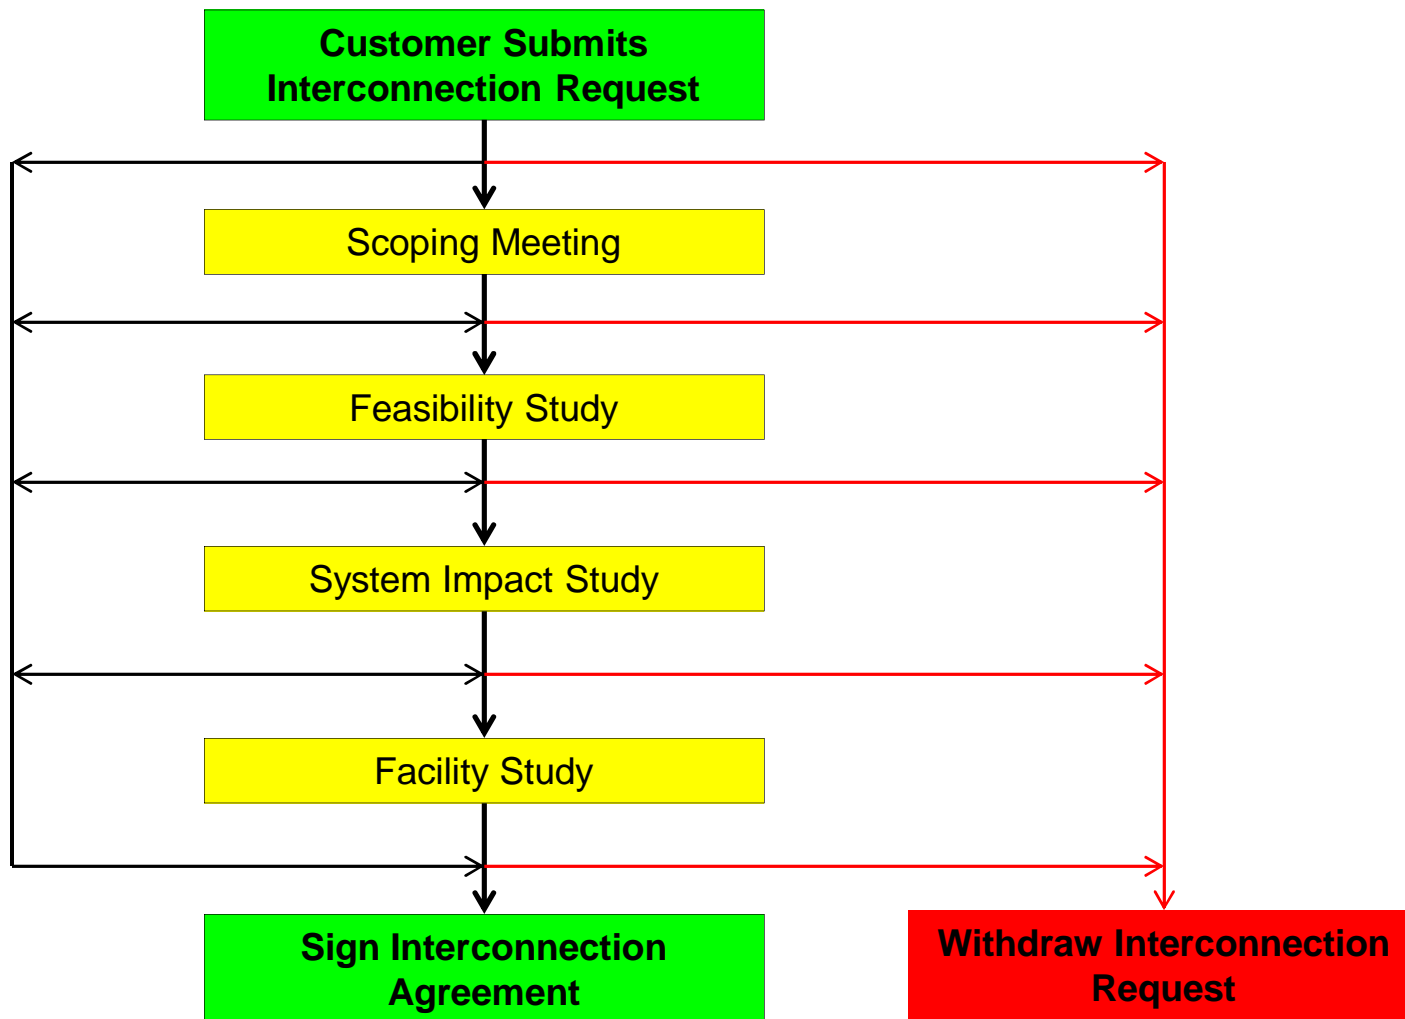 Customer Submits
Interconnection Request
Scoping Meeting
Feasibility Study
System Impact Study
Facility Study
Sign Interconnection
Agreement
Withdraw Interconnection
Request